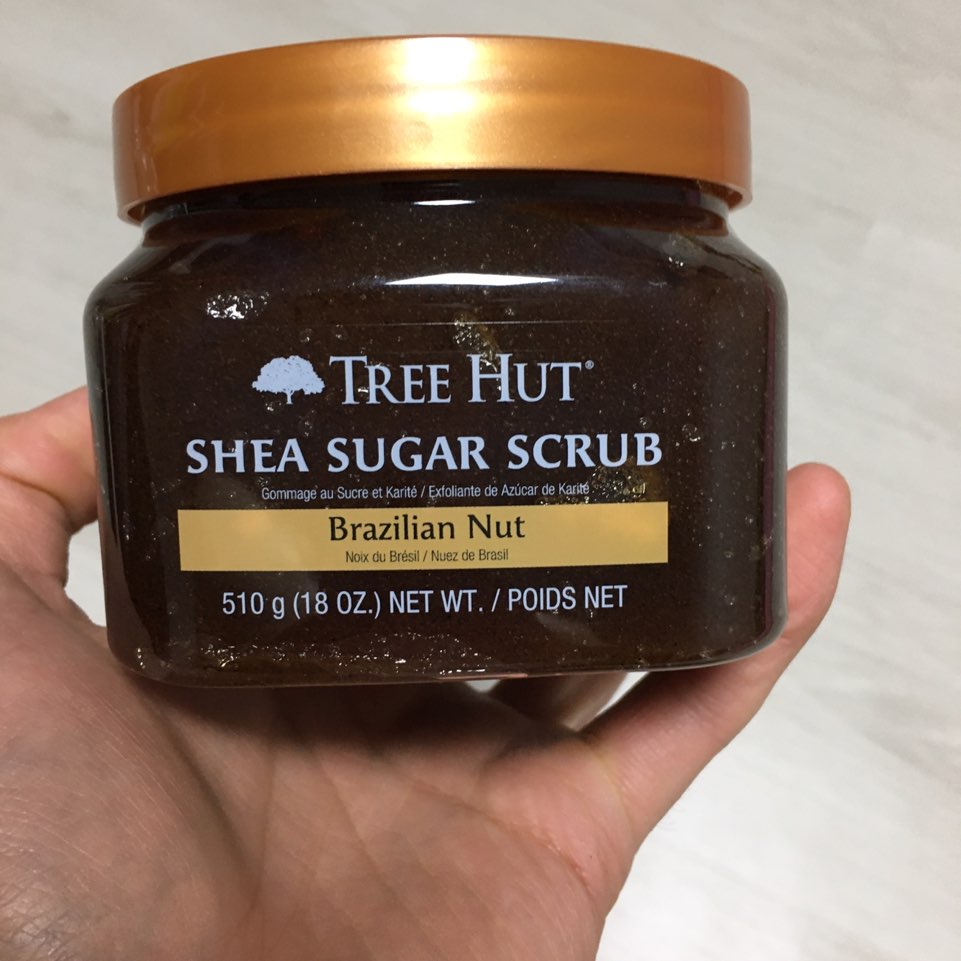 TREE HUT®
SHEA SUGAR SCRUB
Gommage au Sucre et Karité / Exfoliante de Azúcar de Karité
Brazilian Nut
Noix du Brésil / Nuez de Brasil
510 g (18 OZ.) NET WT. / POIDS NET